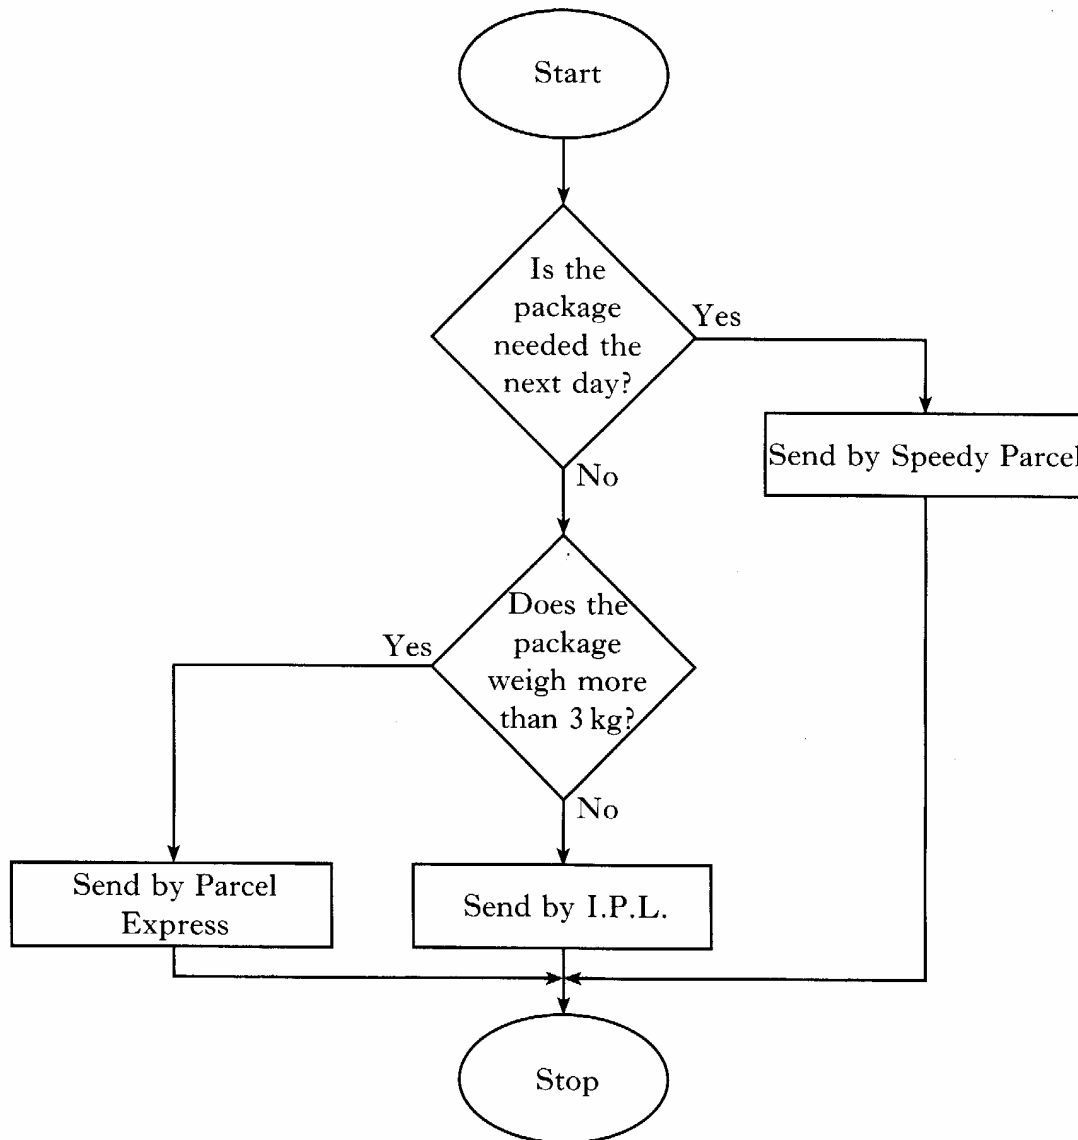 Start
Is the
package
needed the
next day?
Yes
Send by Speedy Parcel
No
Does the
package
weigh more
than 3 kg?
Yes
No
Send by Parcel
Express
Send by I.P.L.
Stop